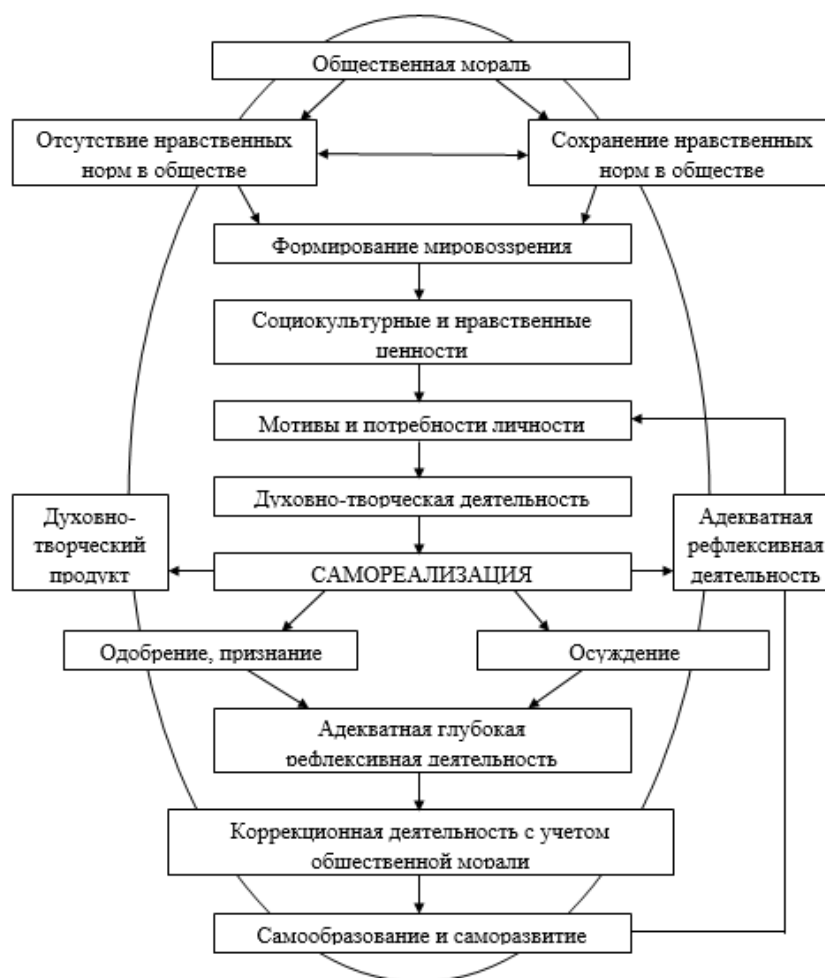 Общественная мораль
Отсутствие нравственных
норм в обществе
Сохранение нравственных
норм в обществе
Формирование мировоззрения
Социокультурные и нравственные
ценности
Мотивы и потребности личности
Духовно-творческая деятельность
Духовно-
творческий
продукт
САМОРЕАЛИЗАЦИЯ
Адекватная
рефлексивная
деятельность
Одобрение, признание
Осуждение
Адекватная глубокая
рефлексивная деятельность
Коррекционная деятельность с учетом
общественной морали
Самообразование и саморазвитие